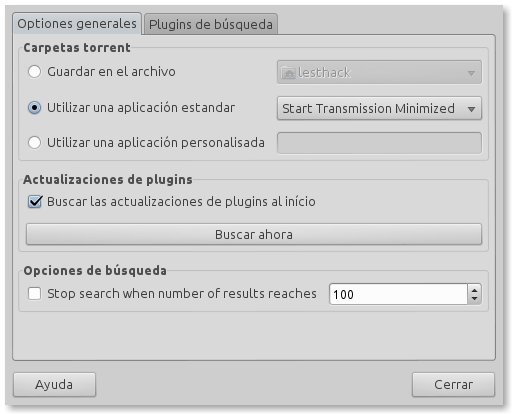 Optiones generales
Plugins de búsqueda
Carpetas torrent
Guardar en el archivo
lesthack
Utilizar una aplicación estandar
Start Transmission Minimized
Utilizar una aplicación personalisada
Actualizaciones de plugins
Buscar las actualizaciones de plugins al início
Buscar ahora
Opciones de búsqueda
Stop search when number of results reaches
100
Ayuda
Cerrar